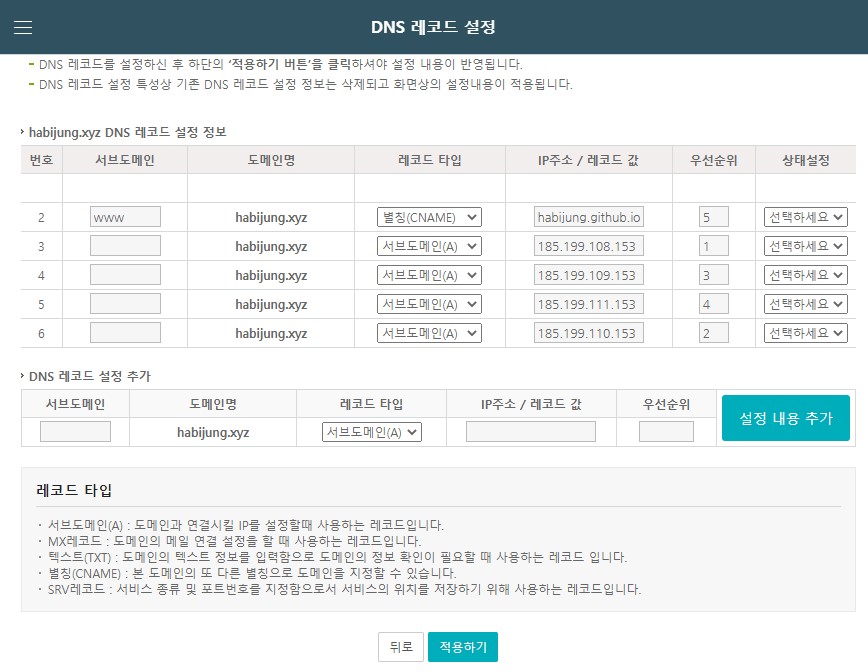 DNS 레코드 설정
DNS 레코드를 설정하신 후 하단의 ‘적용하기 버튼’을 클릭하셔야 설정 내용이 반영됩니다.
DNS 레코드 설정 특성상 기존 DNS 레코드 설정 정보는 삭제되고 화면상의 설정내용이 적용됩니다.
habijung.xyz DNS 레코드 설정 정보
번호 서브도메인 도메인명 레코드 타입 IP주소 / 레코드 값 우선순위 상태설정
2 www habijung.xyz 별칭(CNAME) habijung.github.io 5 선택하세요
3 habijung.xyz 서브도메인(A) 185.199.108.153 1 선택하세요
4 habijung.xyz 서브도메인(A) 185.199.109.153 3 선택하세요
5 habijung.xyz 서브도메인(A) 185.199.111.153 4 선택하세요
6 habijung.xyz 서브도메인(A) 185.199.110.153 2 선택하세요
DNS 레코드 설정 추가
서브도메인 도메인명 레코드 타입 IP주소 / 레코드 값 우선순위
habijung.xyz 서브도메인(A) 설정 내용 추가
레코드 타입
· 서브도메인(A) : 도메인과 연결시킬 IP를 설정할때 사용하는 레코드입니다.
· MX레코드 : 도메인의 메일 연결 설정을 할 때 사용하는 레코드입니다.
· 텍스트(TXT) : 도메인의 텍스트 정보를 입력함으로 도메인의 정보 확인이 필요할 때 사용하는 레코드 입니다.
· 별칭(CNAME) : 본 도메인의 또 다른 별칭으로 도메인을 지정할 수 있습니다.
· SRV레코드 : 서비스 종류 및 포트번호를 지정함으로서 서비스의 위치를 저장하기 위해 사용하는 레코드입니다.
뒤로 적용하기